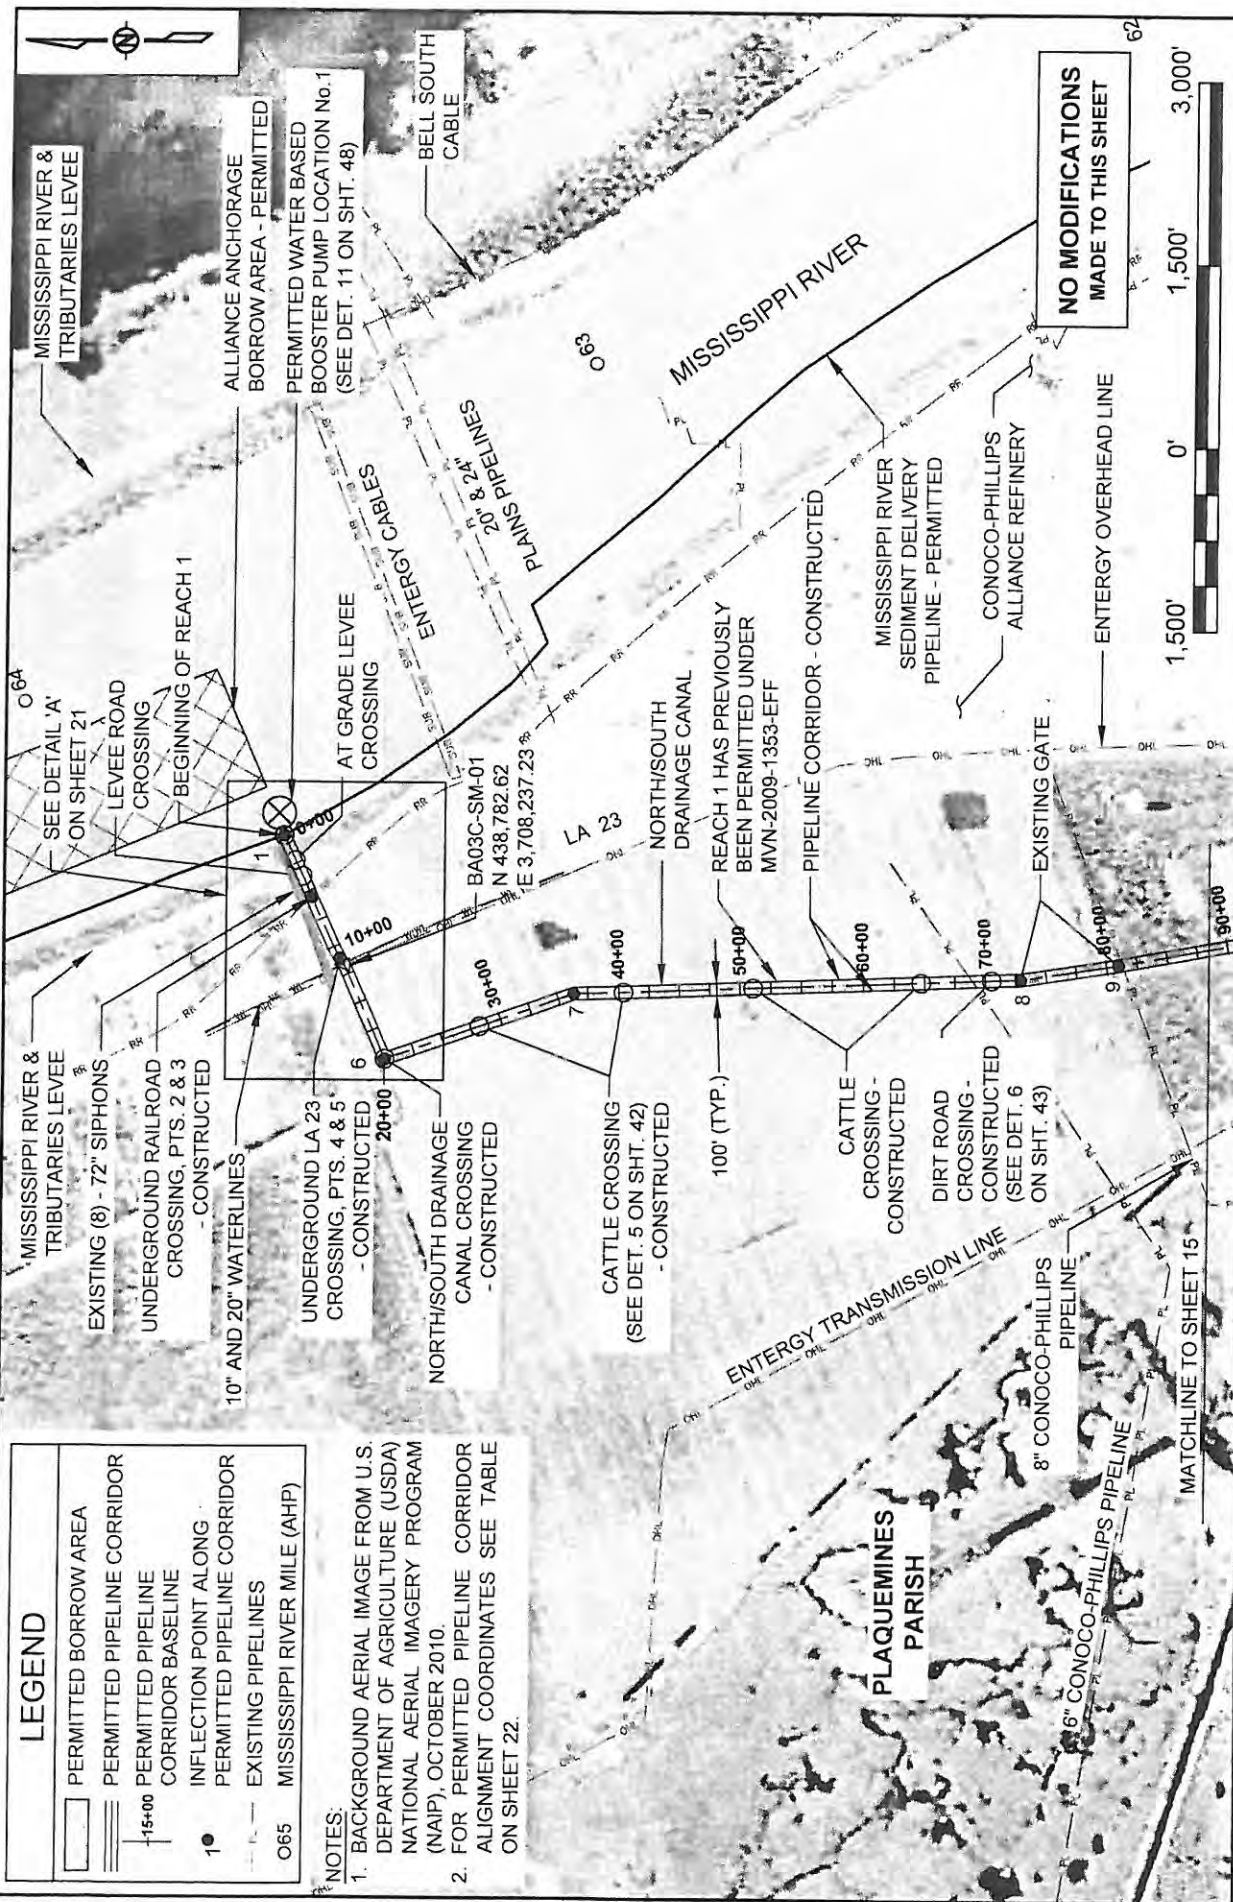 LEGEND
PERMITTED BORROW AREA
PERMITTED PIPELINE CORRIDOR
15+00
PERMITTED PIPELINE
CORRIDOR BASELINE
1
INFLECTION POINT ALONG
PERMITTED PIPELINE CORRIDOR
PL
EXISTING PIPELINES
O65
MISSISSIPPI RIVER MILE (AHP)
NOTES:
1. BACKGROUND AERIAL IMAGE FROM U.S.
DEPARTMENT OF AGRICULTURE (USDA)
NATIONAL AERIAL IMAGERY PROGRAM
(NAIP), OCTOBER 2010.
2. FOR PERMITTED PIPELINE CORRIDOR
ALIGNMENT COORDINATES SEE TABLE
ON SHEET 22.
MISSISSIPPI RIVER &
TRIBUTARIES LEVEE
EXISTING (8) - 72" SIPHONS
UNDERGROUND RAILROAD
CROSSING, PTS. 2 & 3
- CONSTRUCTED
10" AND 20" WATERLINES
UNDERGROUND LA 23
CROSSING, PTS. 4 & 5
- CONSTRUCTED
NORTH/SOUTH DRAINAGE
CANAL CROSSING
- CONSTRUCTED
CATTLE CROSSING
(SEE DET. 5 ON SHT. 42)
- CONSTRUCTED
100' (TYP.)
CATTLE
CROSSING -
CONSTRUCTED
DIRT ROAD
CROSSING -
CONSTRUCTED
(SEE DET. 6
ON SHT. 43)
ENTERGY TRANSMISSION LINE
8" CONOCO-PHILLIPS
PIPELINE
6" CONOCO-PHILLIPS PIPELINE
MATCHLINE TO SHEET 15
PLAQUEMINES
PARISH
O64
SEE DETAIL 'A'
ON SHEET 21
LEVEE ROAD
CROSSING
BEGINNING OF REACH 1
1
0+00
10+00
6
20+00
30+00
7
40+00
50+00
60+00
70+00
8
80+00
9
90+00
AT GRADE LEVEE
CROSSING
BA03C-SM-01
N 438,782.62
E 3,708,237.23
LA 23
NORTH/SOUTH
DRAINAGE CANAL
REACH 1 HAS PREVIOUSLY
BEEN PERMITTED UNDER
MVN-2009-1353-EFF
PIPELINE CORRIDOR - CONSTRUCTED
EXISTING GATE
MISSISSIPPI RIVER &
TRIBUTARIES LEVEE
ALLIANCE ANCHORAGE
BORROW AREA - PERMITTED
PERMITTED WATER BASED
BOOSTER PUMP LOCATION No.1
(SEE DET. 11 ON SHT. 48)
BELL SOUTH
CABLE
ENTERGY CABLES
20" & 24"
PLAINS PIPELINES
O63
MISSISSIPPI RIVER
MISSISSIPPI RIVER
SEDIMENT DELIVERY
PIPELINE - PERMITTED
CONOCO-PHILLIPS
ALLIANCE REFINERY
ENTERGY OVERHEAD LINE
62
NO MODIFICATIONS
MADE TO THIS SHEET
1,500'
0'
1,500'
3,000'
N